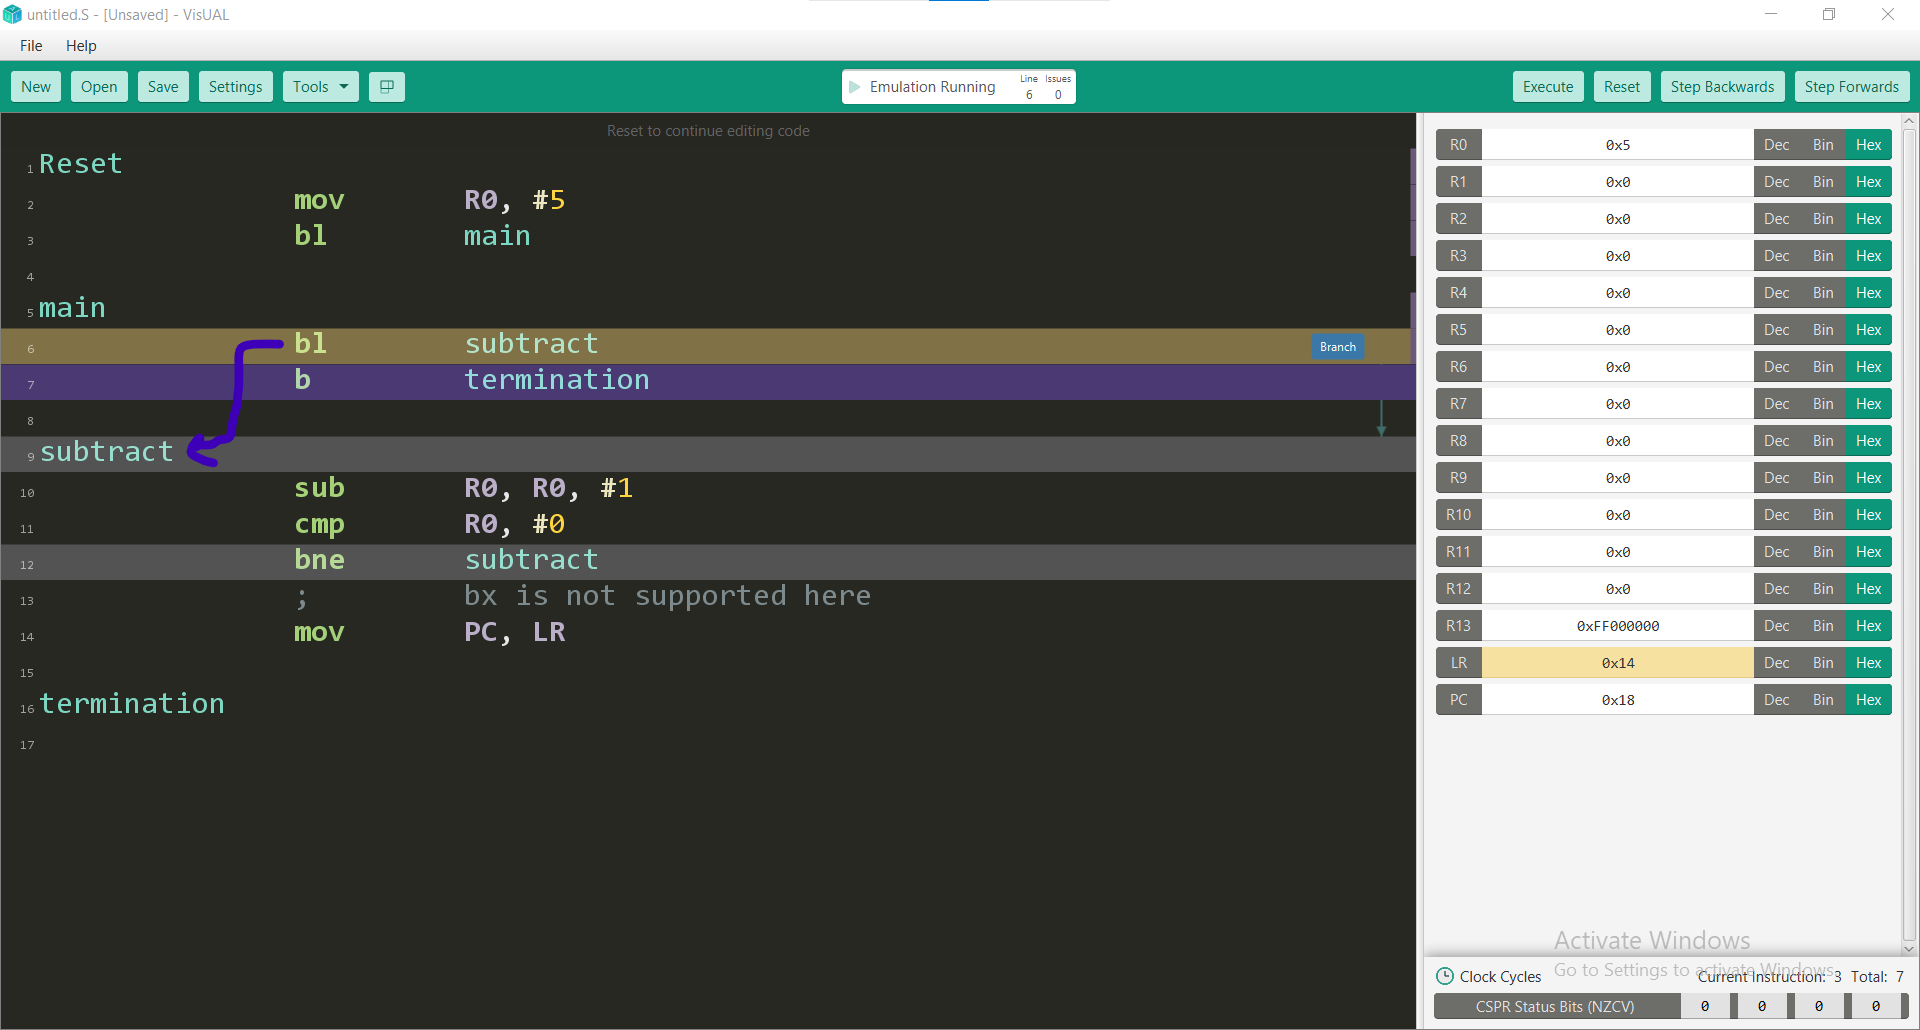 untitled.S - [Unsaved] - VisUAL
File Help
New Open Save Settings Tools Emulation Running Line 6 Issues 0 Execute Reset Step Backwards Step Forwards
Reset to continue editing code
1 Reset
2 mov R0, #5
3 bl main
4
5 main
6 bl subtract Branch
7 b termination
8
9 subtract
10 sub R0, R0, #1
11 cmp R0, #0
12 bne subtract
13 ; bx is not supported here
14 mov PC, LR
15
16 termination
17
R0 0x5 Dec Bin Hex
R1 0x0 Dec Bin Hex
R2 0x0 Dec Bin Hex
R3 0x0 Dec Bin Hex
R4 0x0 Dec Bin Hex
R5 0x0 Dec Bin Hex
R6 0x0 Dec Bin Hex
R7 0x0 Dec Bin Hex
R8 0x0 Dec Bin Hex
R9 0x0 Dec Bin Hex
R10 0x0 Dec Bin Hex
R11 0x0 Dec Bin Hex
R12 0x0 Dec Bin Hex
R13 0xFF000000 Dec Bin Hex
LR 0x14 Dec Bin Hex
PC 0x18 Dec Bin Hex
Activate Windows
Go to Settings to activate Windows.
Clock Cycles Current Instruction: 3 Total: 7
CSPR Status Bits (NZCV) 0 0 0 0